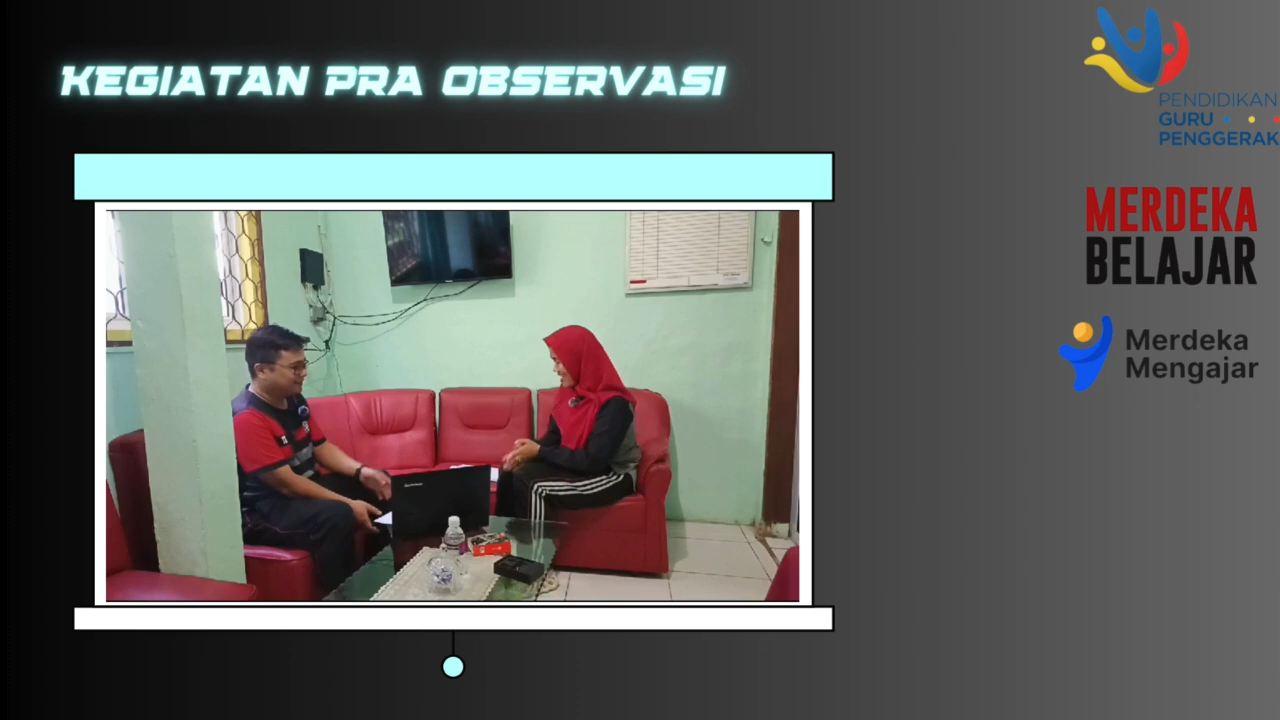 KEGIATAN PRA OBSERVASI
PENDIDIKAN
GURU
PENGGERAK
MERDEKA
BELAJAR
Merdeka
Mengajar